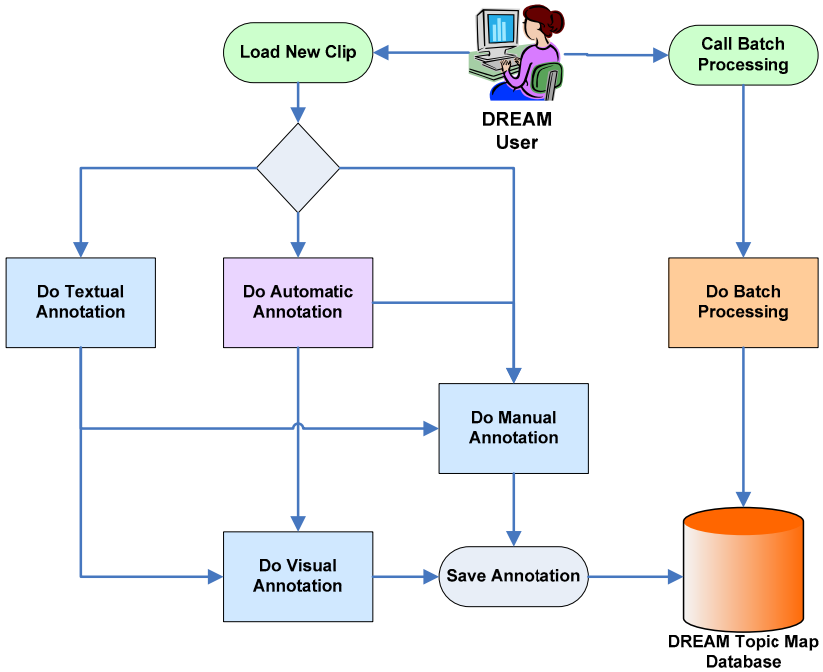 Load New Clip
Call Batch
Processing
DREAM
User
Do Textual
Annotation
Do Automatic
Annotation
Do Batch
Processing
Do Manual
Annotation
Do Visual
Annotation
Save Annotation
DREAM Topic Map
Database